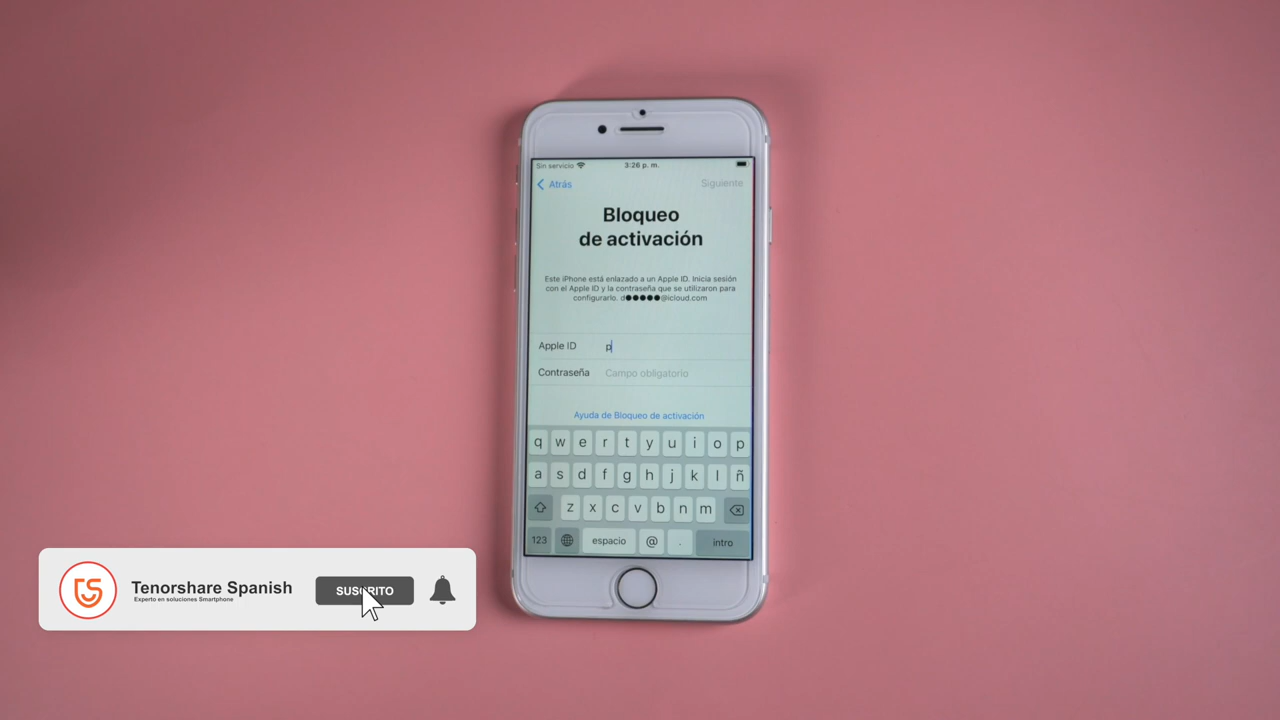 Sin servicio
3:26 p. m.
Atrás
Siguiente
Bloqueo
de activación
Este iPhone está enlazado a un Apple ID. Inicia sesión
con el Apple ID y la contraseña que se utilizaron para
configurarlo. d●●●●●@icloud.com
Apple ID p
Contraseña Campo obligatorio
Ayuda de Bloqueo de activación
q w e r t y u i o p
a s d f g h j k l ñ
z x c v b n m
123 espacio @ . intro
Tenorshare Spanish
Experto en soluciones Smartphone
SUSCRITO